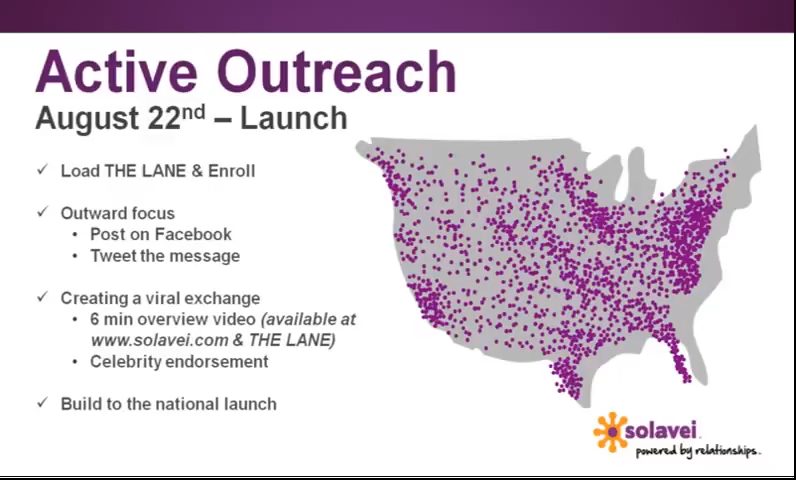 Active Outreach
August 22nd – Launch
✓ Load THE LANE & Enroll
✓ Outward focus
• Post on Facebook
• Tweet the message
✓ Creating a viral exchange
• 6 min overview video (available at
www.solavei.com & THE LANE)
• Celebrity endorsement
✓ Build to the national launch
solavei
powered by relationships.